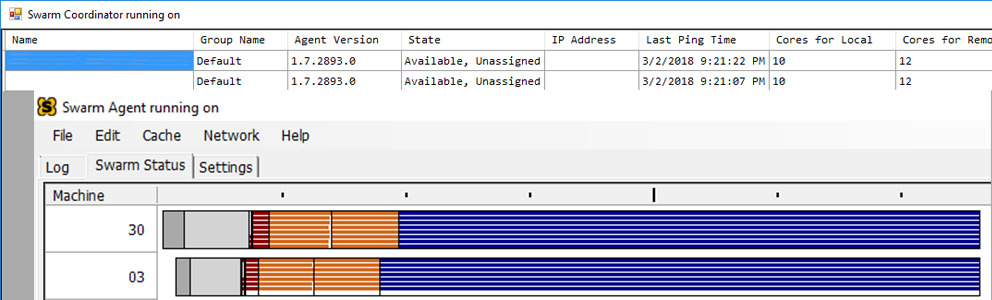 Swarm Coordinator running on
Name Group Name Agent Version State IP Address Last Ping Time Cores for Local Cores for Remo
Default 1.7.2893.0 Available, Unassigned 3/2/2018 9:21:22 PM 10 12
Default 1.7.2893.0 Available, Unassigned 3/2/2018 9:21:07 PM 10 12
Swarm Agent running on
File Edit Cache Network Help
Log Swarm Status Settings
Machine
30
03